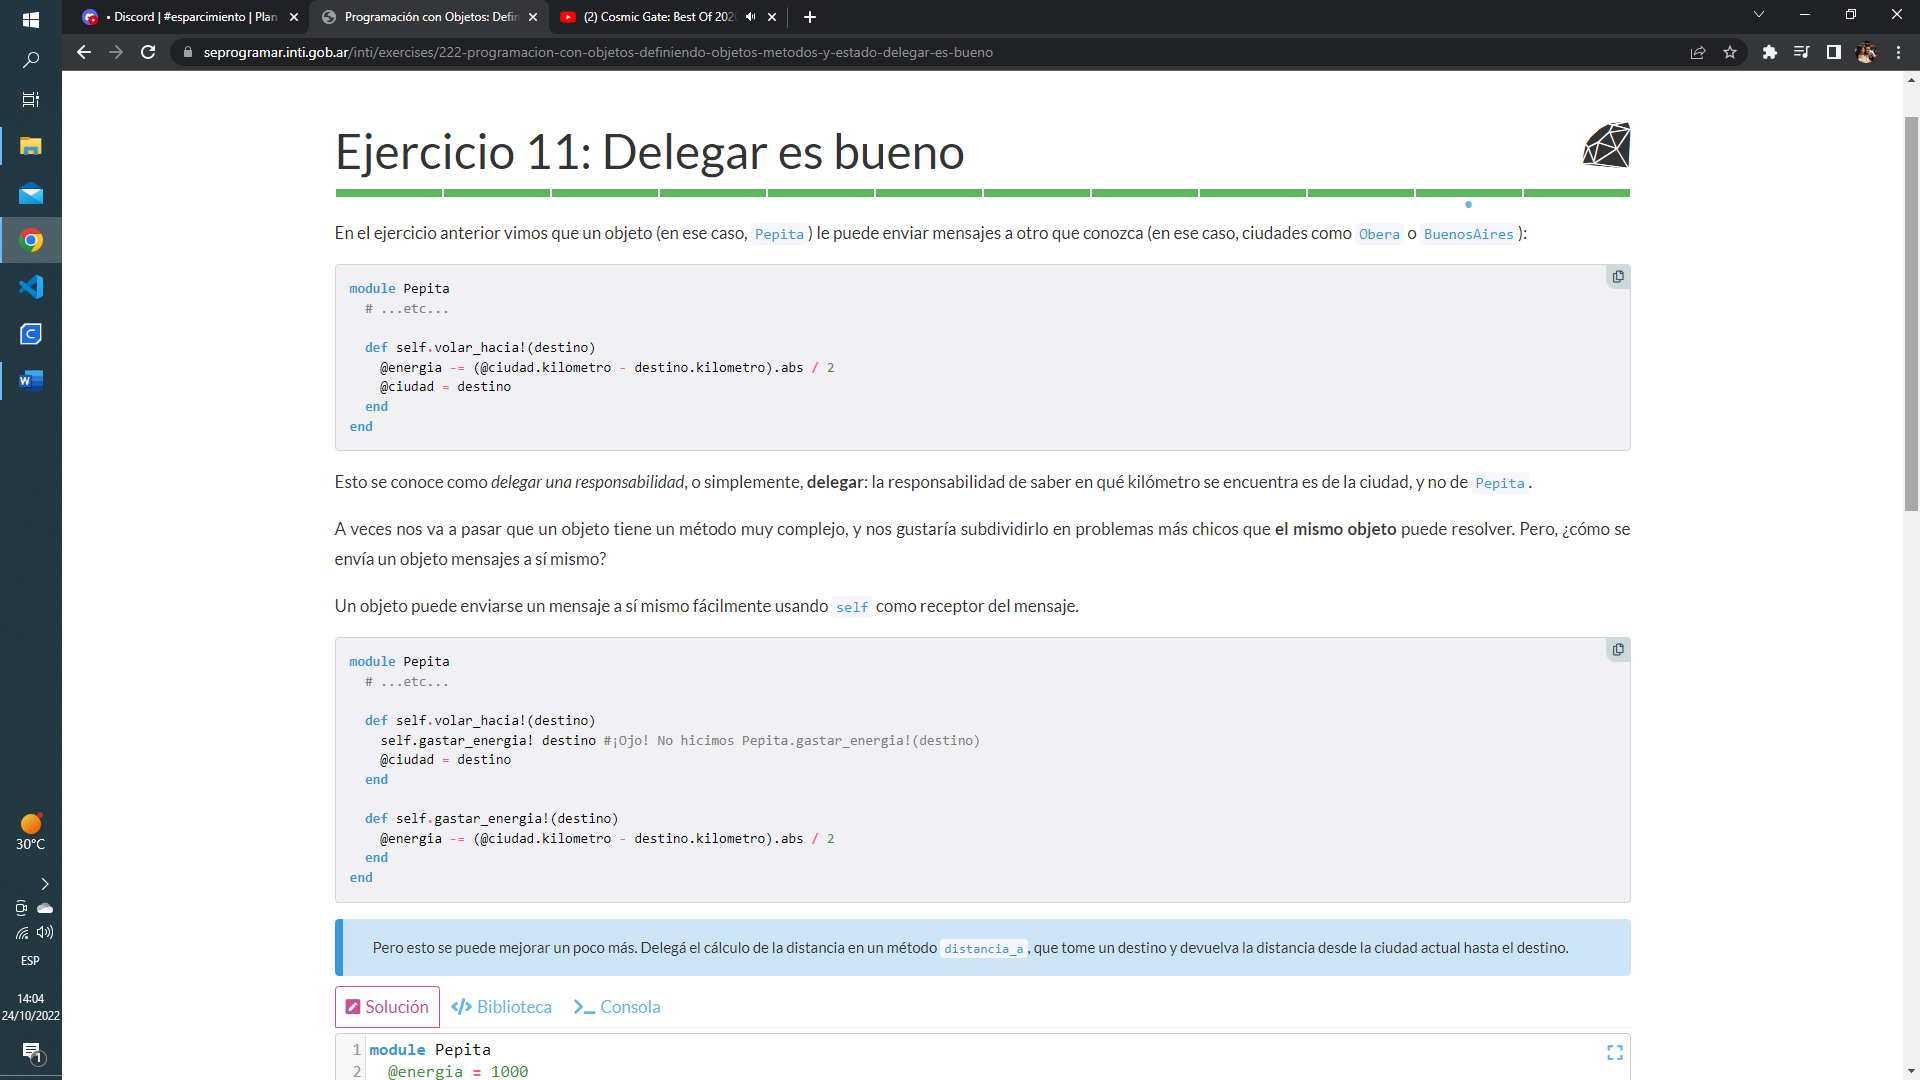 • Discord | #esparcimiento | Plan
Programación con Objetos: Defin
(2) Cosmic Gate: Best Of 2020
seprogramar.inti.gob.ar/inti/exercises/222-programacion-con-objetos-definiendo-objetos-metodos-y-estado-delegar-es-bueno
Ejercicio 11: Delegar es bueno
En el ejercicio anterior vimos que un objeto (en ese caso, Pepita) le puede enviar mensajes a otro que conozca (en ese caso, ciudades como Obera o BuenosAires):
module Pepita
# ...etc...
def self.volar_hacia!(destino)
@energia -= (@ciudad.kilometro - destino.kilometro).abs / 2
@ciudad = destino
end
end
Esto se conoce como delegar una responsabilidad, o simplemente, delegar: la responsabilidad de saber en qué kilómetro se encuentra es de la ciudad, y no de Pepita.
A veces nos va a pasar que un objeto tiene un método muy complejo, y nos gustaría subdividirlo en problemas más chicos que el mismo objeto puede resolver. Pero, ¿cómo se
envía un objeto mensajes a sí mismo?
Un objeto puede enviarse un mensaje a sí mismo fácilmente usando self como receptor del mensaje.
module Pepita
# ...etc...
def self.volar_hacia!(destino)
self.gastar_energia! destino #¡Ojo! No hicimos Pepita.gastar_energia!(destino)
@ciudad = destino
end
def self.gastar_energia!(destino)
@energia -= (@ciudad.kilometro - destino.kilometro).abs / 2
end
end
Pero esto se puede mejorar un poco más. Delegá el cálculo de la distancia en un método distancia_a, que tome un destino y devuelva la distancia desde la ciudad actual hasta el destino.
Solución
Biblioteca
Consola
1 module Pepita
2 @energia = 1000
30°C
ESP
14:04
24/10/2022
1